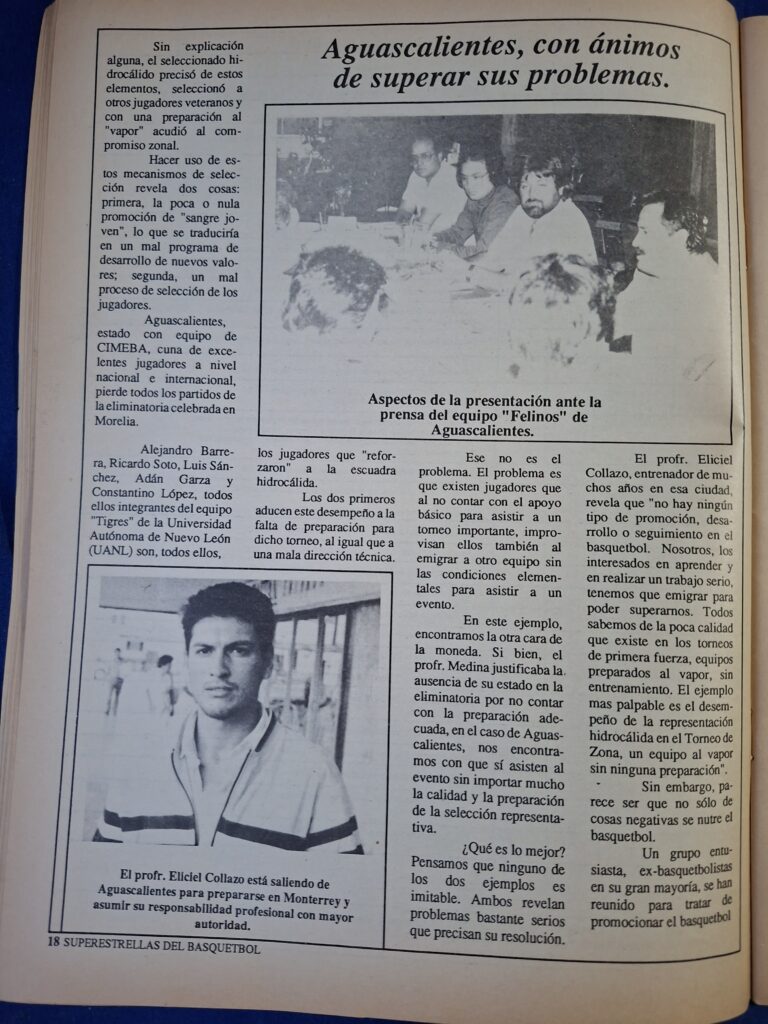 Aguascalientes, con ánimos
de superar sus problemas.
Sin explicación
alguna, el seleccionado hi-
drocálido precisó de estos
elementos, seleccionó a
otros jugadores veteranos y
con una preparación al
"vapor" acudió al com-
promiso zonal.
Hacer uso de es-
tos mecanismos de selec-
ción revela dos cosas:
primera, la poca o nula
promoción de "sangre jo-
ven", lo que se traduciría
en un mal programa de
desarrollo de nuevos valo-
res; segunda, un mal
proceso de selección de los
jugadores.
Aguascalientes,
estado con equipo de
CIMEBA, cuna de exce-
lentes jugadores a nivel
nacional e internacional,
pierde todos los partidos de
la eliminatoria celebrada en
Morelia.
Aspectos de la presentación ante la
prensa del equipo "Felinos" de
Aguascalientes.
Alejandro Barre-
ra, Ricardo Soto, Luis Sán-
chez, Adán Garza y
Constantino López, todos
ellos integrantes del equipo
"Tigres" de la Universidad
Autónoma de Nuevo León
(UANL) son, todos ellos,
los jugadores que "refor-
zaron" a la escuadra
hidrocálida.
Los dos primeros
aducen este desempeño a la
falta de preparación para
dicho torneo, al igual que a
una mala dirección técnica.
El profr. Eliciel Collazo está saliendo de
Aguascalientes para prepararse en Monterrey y
asumir su responsabilidad profesional con mayor
autoridad.
Ese no es el
problema. El problema es
que existen jugadores que
al no contar con el apoyo
básico para asistir a un
torneo importante, impro-
visan ellos también al
emigrar a otro equipo sin
las condiciones elemen-
tales para asistir a un
evento.
En este ejemplo,
encontramos la otra cara de
la moneda. Si bien, el
profr. Medina justificaba la
ausencia de su estado en la
eliminatoria por no contar
con la preparación ade-
cuada, en el caso de Aguas-
calientes, nos encontra-
mos con que sí asisten al
evento sin importar mucho
la calidad y la preparación
de la selección representa-
tiva.
¿Qué es lo mejor?
Pensamos que ninguno de
los dos ejemplos es
imitable. Ambos revelan
problemas bastante serios
que precisan su resolución.
El profr. Eliciel
Collazo, entrenador de mu-
chos años en esa ciudad,
revela que "no hay ningún
tipo de promoción, desa-
rrollo o seguimiento en el
basquetbol. Nosotros, los
interesados en aprender y
en realizar un trabajo serio,
tenemos que emigrar para
poder superarnos. Todos
sabemos de la poca calidad
que existe en los torneos
de primera fuerza, equipos
preparados al vapor, sin
entrenamiento. El ejemplo
mas palpable es el desem-
peño de la representación
hidrocálida en el Torneo de
Zona, un equipo al vapor
sin ninguna preparación".
Sin embargo, pa-
rece ser que no sólo de
cosas negativas se nutre el
basquetbol.
Un grupo entu-
siasta, ex-basquetbolistas
en su gran mayoría, se han
reunido para tratar de
promocionar el basquetbol
18 SUPERESTRELLAS DEL BASQUETBOL